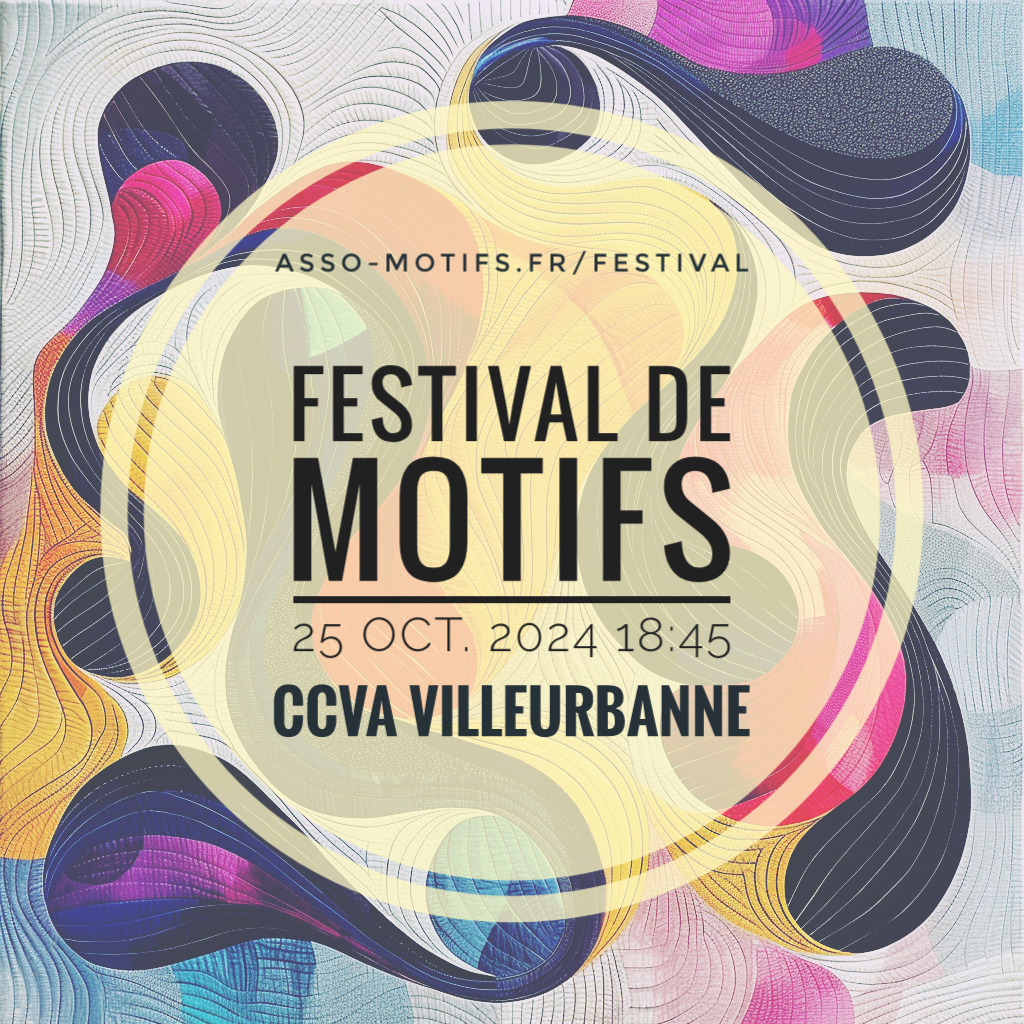 ASSO-MOTIFS.FR/FESTIVAL
FESTIVAL DE
MOTIFS
25 OCT. 2024 18:45
CCVA VILLEURBANNE